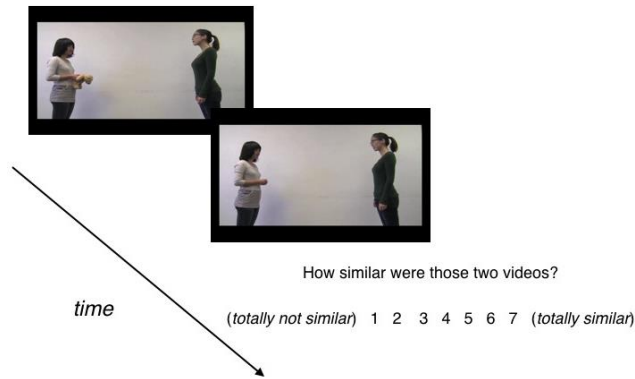 How similar were those two videos?
time
(totally not similar) 1 2 3 4 5 6 7 (totally similar)